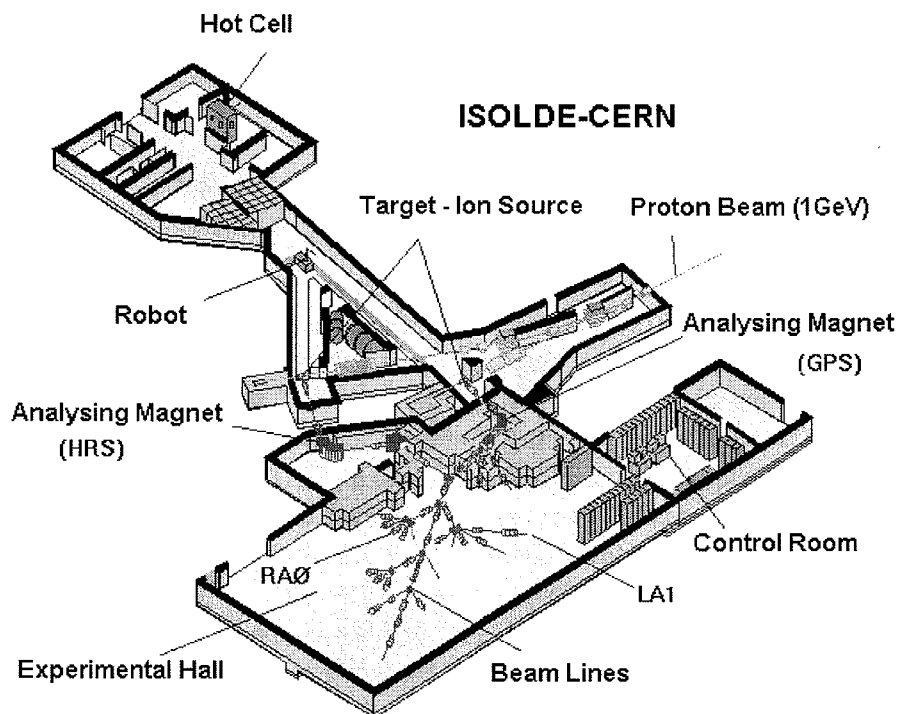 Hot Cell
ISOLDE-CERN
Target - Ion Source
Proton Beam (1GeV)
Robot
Analysing Magnet
(GPS)
Analysing Magnet
(HRS)
Control Room
RAØ
LA1
Experimental Hall
Beam Lines